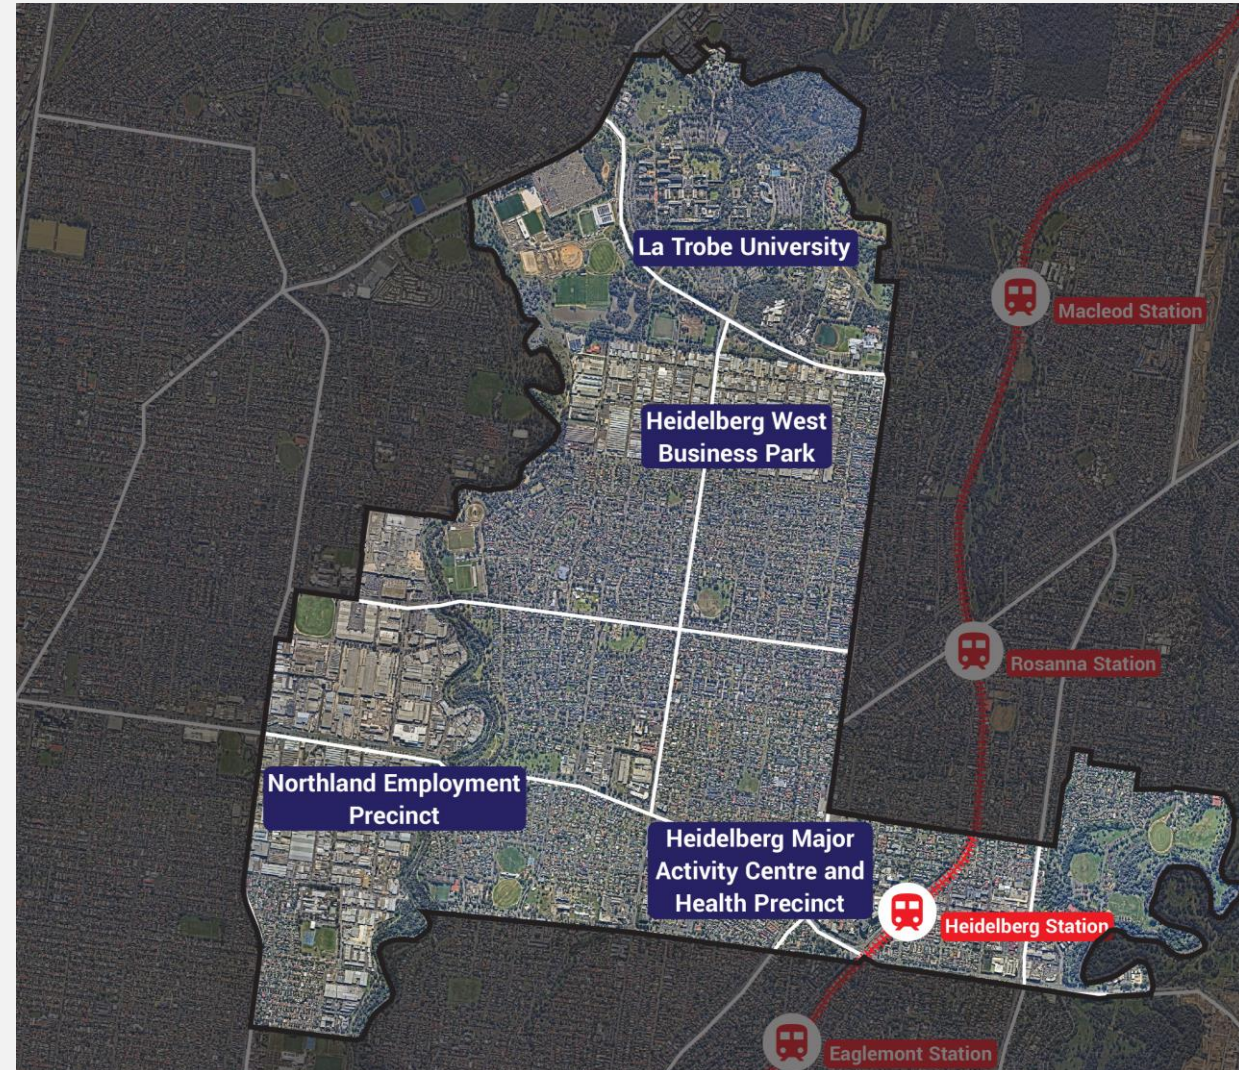 La Trobe University
Macleod Station
Heidelberg West
Business Park
Rosanna Station
Northland Employment
Precinct
Heidelberg Major
Activity Centre and
Health Precinct
Heidelberg Station
Eaglemont Station